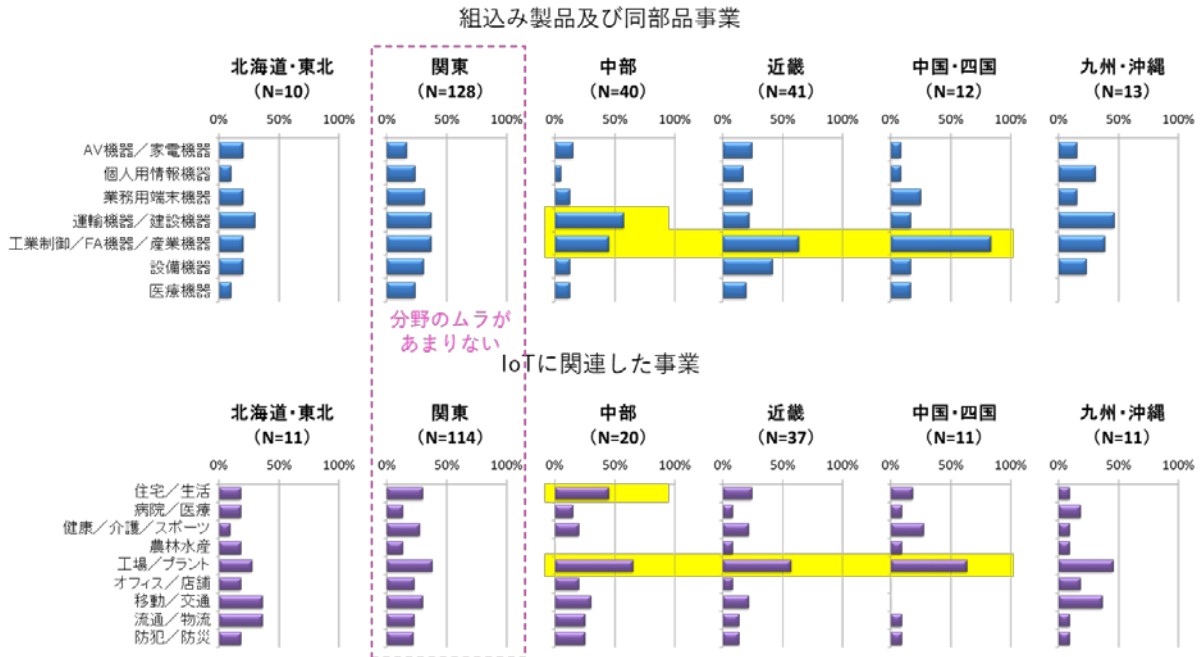 組込み製品及び同部品事業
北海道・東北 関東 中部 近畿 中国・四国 九州・沖縄
（N=10） （N=128） （N=40） （N=41） （N=12） （N=13）
0% 50% 100% 0% 50% 100% 0% 50% 100% 0% 50% 100% 0% 50% 100% 0% 50% 100%
AV機器／家電機器
個人用情報機器
業務用端末機器
運輸機器／建設機器
工業制御／FA機器／産業機器
設備機器
医療機器
分野のムラが
あまりない
IoTに関連した事業
北海道・東北 関東 中部 近畿 中国・四国 九州・沖縄
（N=11） （N=114） （N=20） （N=37） （N=11） （N=11）
0% 50% 100% 0% 50% 100% 0% 50% 100% 0% 50% 100% 0% 50% 100% 0% 50% 100%
住宅／生活
病院／医療
健康／介護／スポーツ
農林水産
工場／プラント
オフィス／店舗
移動／交通
流通／物流
防犯／防災